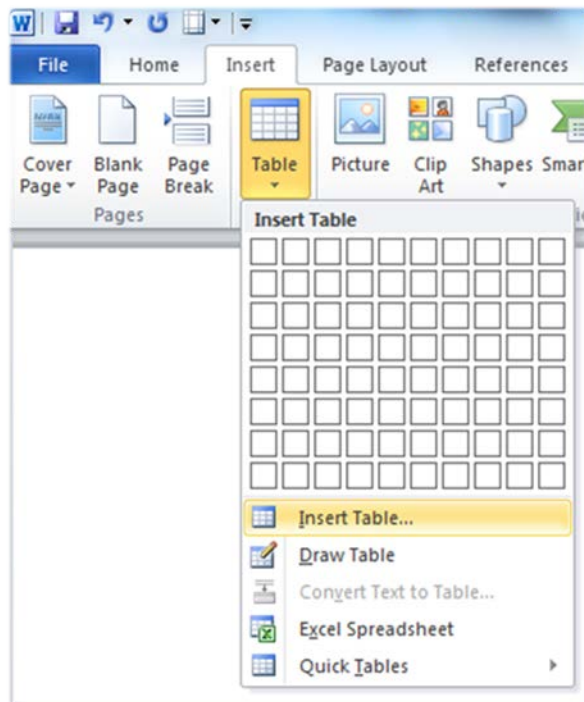 W
File Home Insert Page Layout References
Cover Page Blank Page Page Break Table Picture Clip Art Shapes Smar
Pages
Insert Table
Insert Table...
Draw Table
Convert Text to Table...
Excel Spreadsheet
Quick Tables